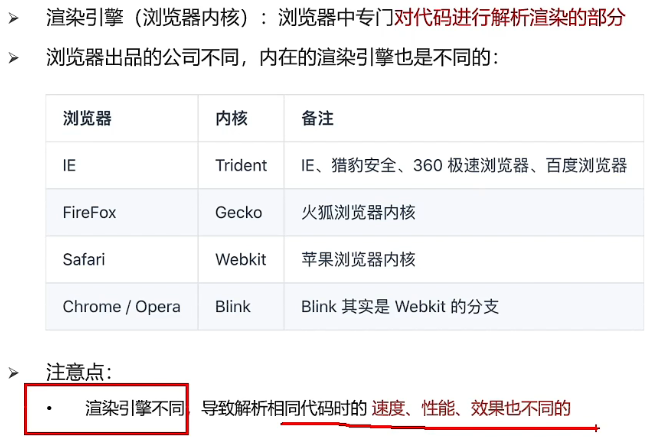 ➢ 渲染引擎（浏览器内核）：浏览器中专门对代码进行解析渲染的部分
➢ 浏览器出品的公司不同，内在的渲染引擎也是不同的：
浏览器 内核 备注
IE Trident IE、猎豹安全、360 极速浏览器、百度浏览器
FireFox Gecko 火狐浏览器内核
Safari Webkit 苹果浏览器内核
Chrome / Opera Blink Blink 其实是 Webkit 的分支
➢ 注意点：
• 渲染引擎不同，导致解析相同代码时的 速度、性能、效果也不同的